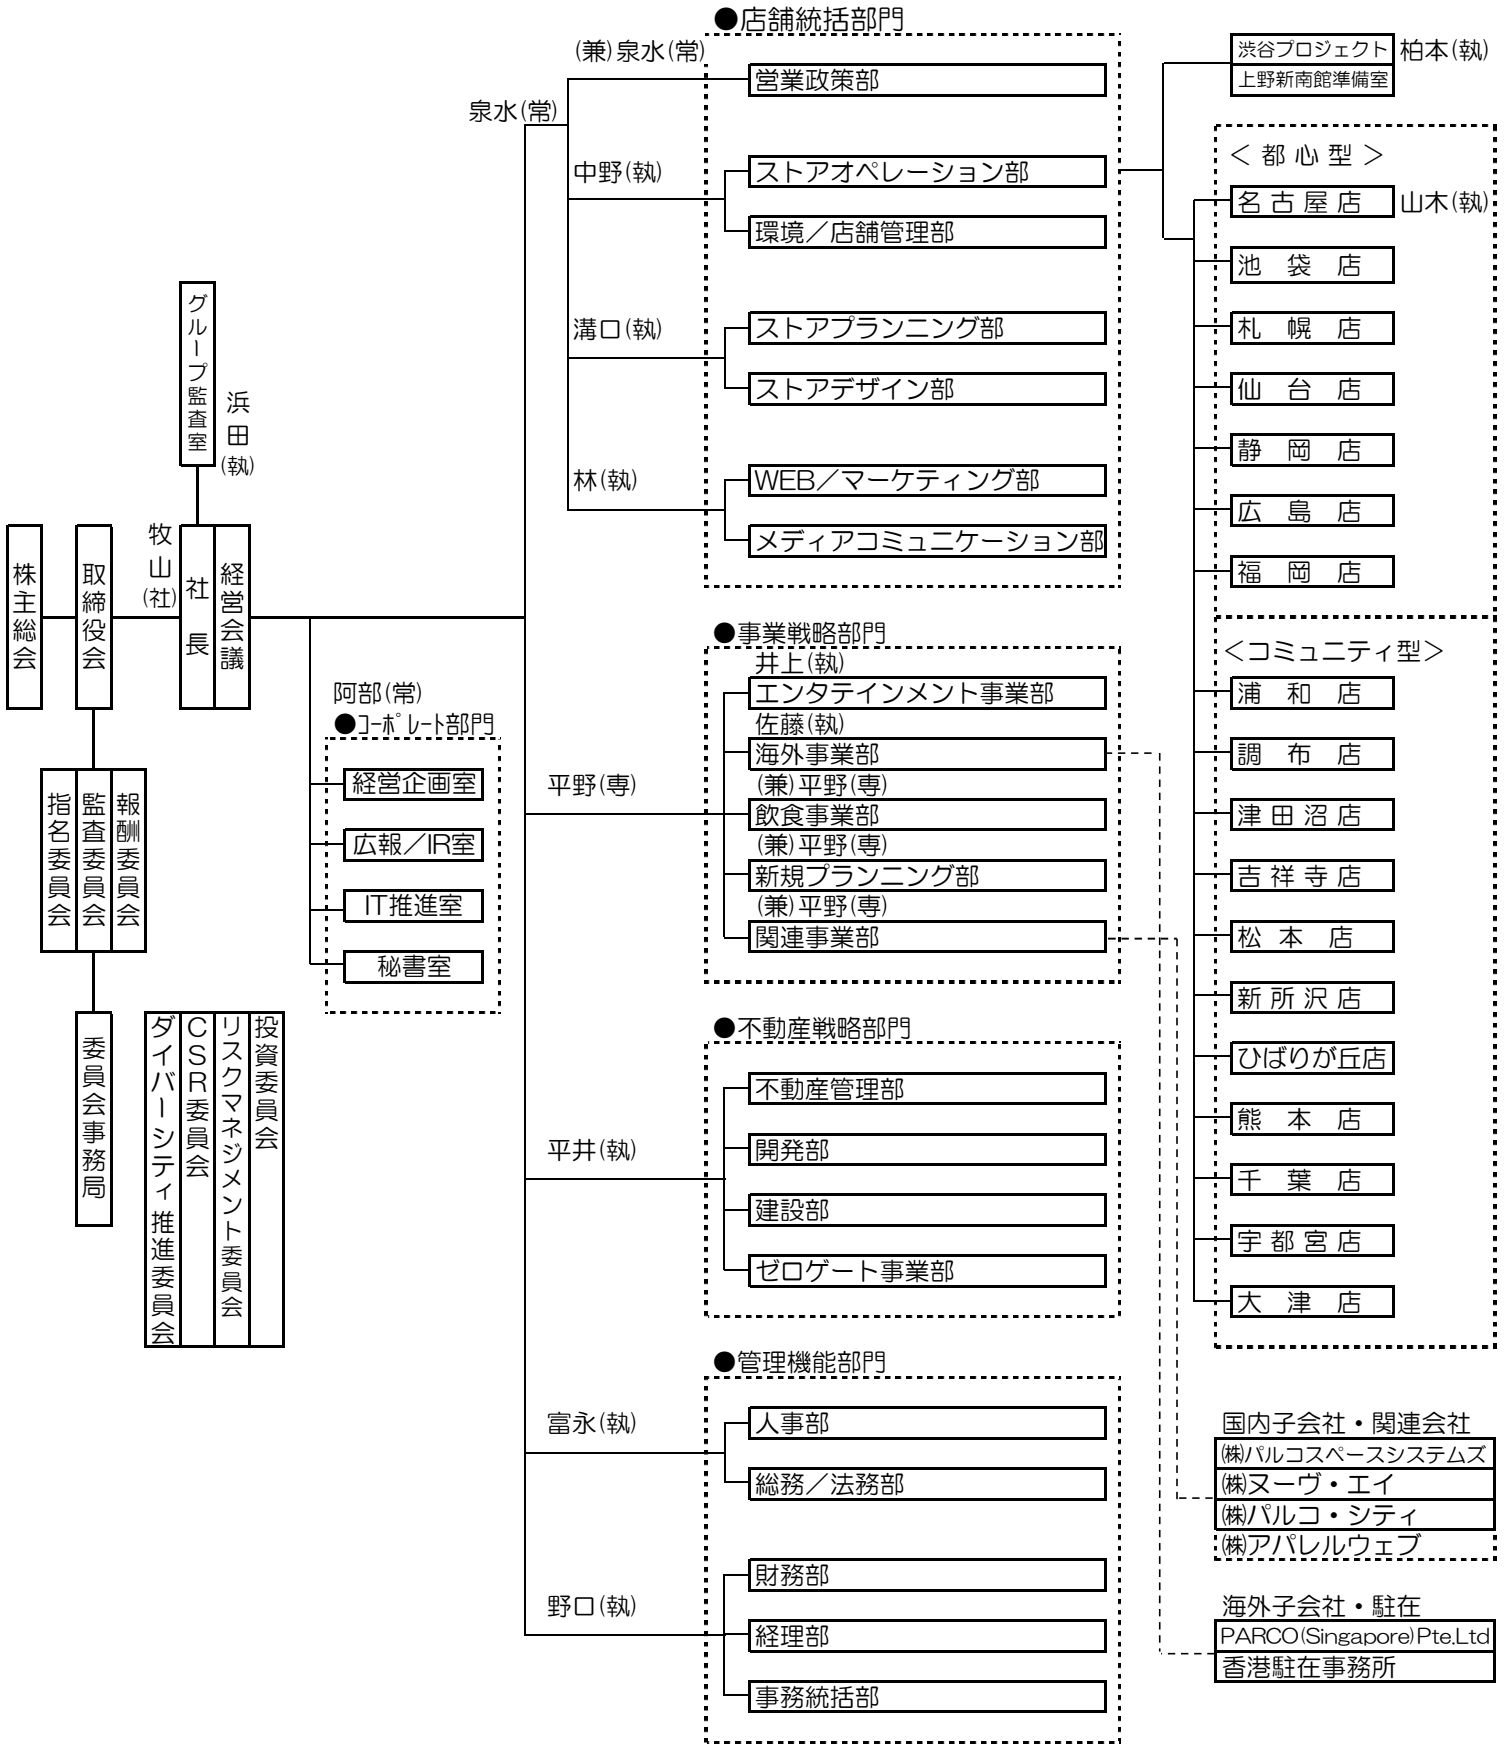 ●店舗統括部門
(兼)泉水(常)
営業政策部
泉水(常)
中野(執)
ストアオペレーション部
環境／店舗管理部
溝口(執)
ストアプランニング部
ストアデザイン部
林(執)
WEB／マーケティング部
メディアコミュニケーション部
渋谷プロジェクト
柏本(執)
上野新南館準備室
＜都心型＞
名古屋店
山木(執)
池袋店
札幌店
仙台店
静岡店
広島店
福岡店
＜コミュニティ型＞
浦和店
調布店
津田沼店
吉祥寺店
松本店
新所沢店
ひばりが丘店
熊本店
千葉店
宇都宮店
大津店
グループ監査室
浜田(執)
株主総会
取締役会
牧山(社)
社長
経営会議
指名委員会
監査委員会
報酬委員会
委員会事務局
ダイバーシティ推進委員会
CSR委員会
リスクマネジメント委員会
投資委員会
阿部(常)
●ｺｰﾎﾟﾚｰﾄ部門
経営企画室
広報／IR室
IT推進室
秘書室
●事業戦略部門
平野(専)
井上(執)
エンタテインメント事業部
佐藤(執)
海外事業部
(兼)平野(専)
飲食事業部
(兼)平野(専)
新規プランニング部
(兼)平野(専)
関連事業部
●不動産戦略部門
平井(執)
不動産管理部
開発部
建設部
ゼロゲート事業部
●管理機能部門
富永(執)
人事部
総務／法務部
野口(執)
財務部
経理部
事務統括部
国内子会社・関連会社
㈱パルコスペースシステムズ
㈱ヌーヴ・エイ
㈱パルコ・シティ
㈱アパレルウェブ
海外子会社・駐在
PARCO(Singapore)Pte.Ltd
香港駐在事務所